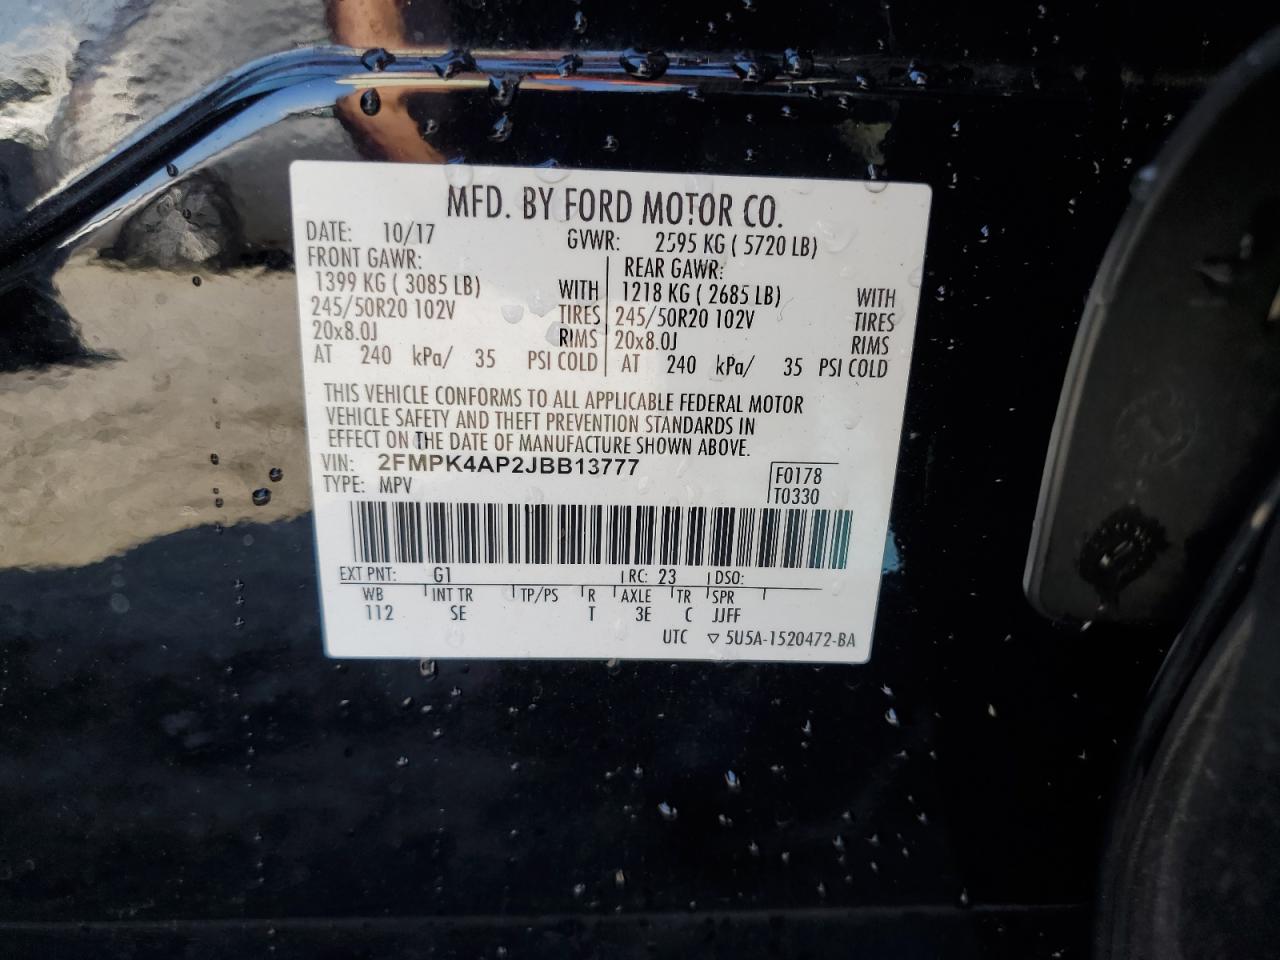 MFD. BY FORD MOTOR CO.
DATE: 10/17 GVWR: 2595 KG ( 5720 LB)
FRONT GAWR: REAR GAWR:
1399 KG ( 3085 LB) WITH 1218 KG ( 2685 LB) WITH
245/50R20 102V TIRES 245/50R20 102V TIRES
20x8.0J RIMS 20x8.0J RIMS
AT 240 kPa/ 35 PSI COLD AT 240 kPa/ 35 PSI COLD
THIS VEHICLE CONFORMS TO ALL APPLICABLE FEDERAL MOTOR
VEHICLE SAFETY AND THEFT PREVENTION STANDARDS IN
EFFECT ON THE DATE OF MANUFACTURE SHOWN ABOVE.
VIN: 2FMPK4AP2JBB13777 F0178
TYPE: MPV T0330
EXT PNT: G1 RC: 23 DSO:
WB INT TR TP/PS R AXLE TR SPR
112 SE T 3E C JJFF
UTC ▽ 5U5A-1520472-BA